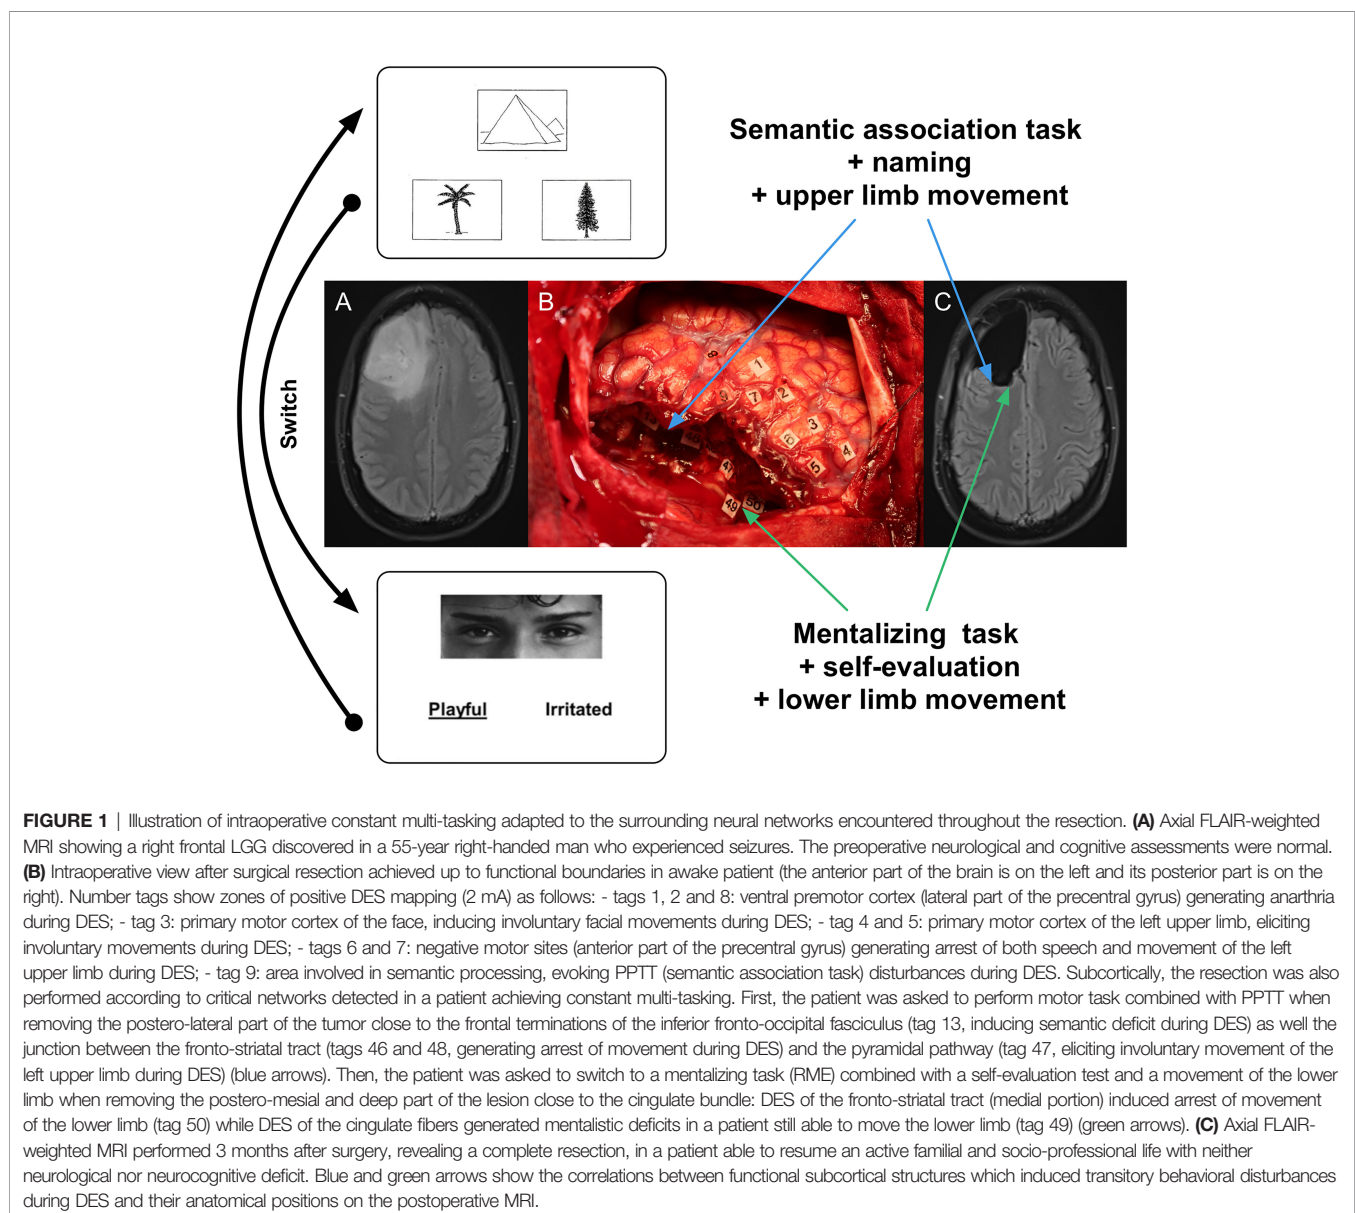 Semantic association task
+ naming
+ upper limb movement
A
B
C
8
1
9
7
2
3
6
4
5
13
46
47
49
50
Switch
Playful
Irritated
Mentalizing task
+ self-evaluation
+ lower limb movement
FIGURE 1 | Illustration of intraoperative constant multi-tasking adapted to the surrounding neural networks encountered throughout the resection. (A) Axial FLAIR-weighted
MRI showing a right frontal LGG discovered in a 55-year right-handed man who experienced seizures. The preoperative neurological and cognitive assessments were normal.
(B) Intraoperative view after surgical resection achieved up to functional boundaries in awake patient (the anterior part of the brain is on the left and its posterior part is on the
right). Number tags show zones of positive DES mapping (2 mA) as follows: - tags 1, 2 and 8: ventral premotor cortex (lateral part of the precentral gyrus) generating anarthria
during DES; - tag 3: primary motor cortex of the face, inducing involuntary facial movements during DES; - tag 4 and 5: primary motor cortex of the left upper limb, eliciting
involuntary movements during DES; - tags 6 and 7: negative motor sites (anterior part of the precentral gyrus) generating arrest of both speech and movement of the left
upper limb during DES; - tag 9: area involved in semantic processing, evoking PPTT (semantic association task) disturbances during DES. Subcortically, the resection was also
performed according to critical networks detected in a patient achieving constant multi-tasking. First, the patient was asked to perform motor task combined with PPTT when
removing the postero-lateral part of the tumor close to the frontal terminations of the inferior fronto-occipital fasciculus (tag 13, inducing semantic deficit during DES) as well the
junction between the fronto-striatal tract (tags 46 and 48, generating arrest of movement during DES) and the pyramidal pathway (tag 47, eliciting involuntary movement of the
left upper limb during DES) (blue arrows). Then, the patient was asked to switch to a mentalizing task (RME) combined with a self-evaluation test and a movement of the lower
limb when removing the postero-mesial and deep part of the lesion close to the cingulate bundle: DES of the fronto-striatal tract (medial portion) induced arrest of movement
of the lower limb (tag 50) while DES of the cingulate fibers generated mentalistic deficits in a patient still able to move the lower limb (tag 49) (green arrows). (C) Axial FLAIR-
weighted MRI performed 3 months after surgery, revealing a complete resection, in a patient able to resume an active familial and socio-professional life with neither
neurological nor neurocognitive deficit. Blue and green arrows show the correlations between functional subcortical structures which induced transitory behavioral disturbances
during DES and their anatomical positions on the postoperative MRI.